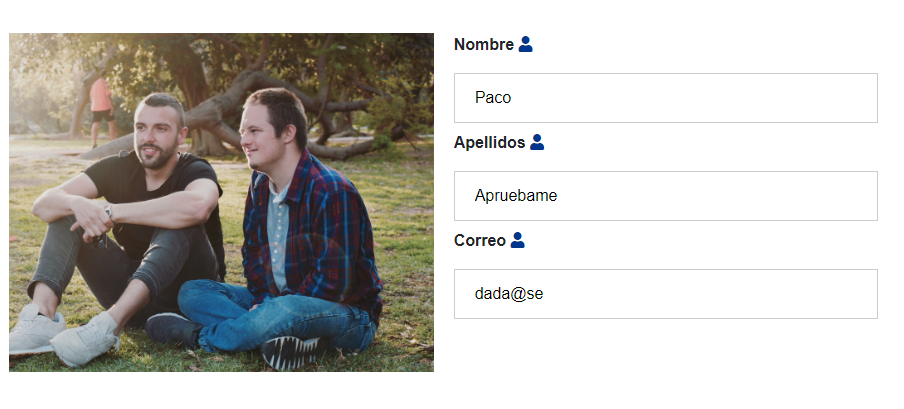 Nombre
Paco
Apellidos
Apruebame
Correo
dada@se